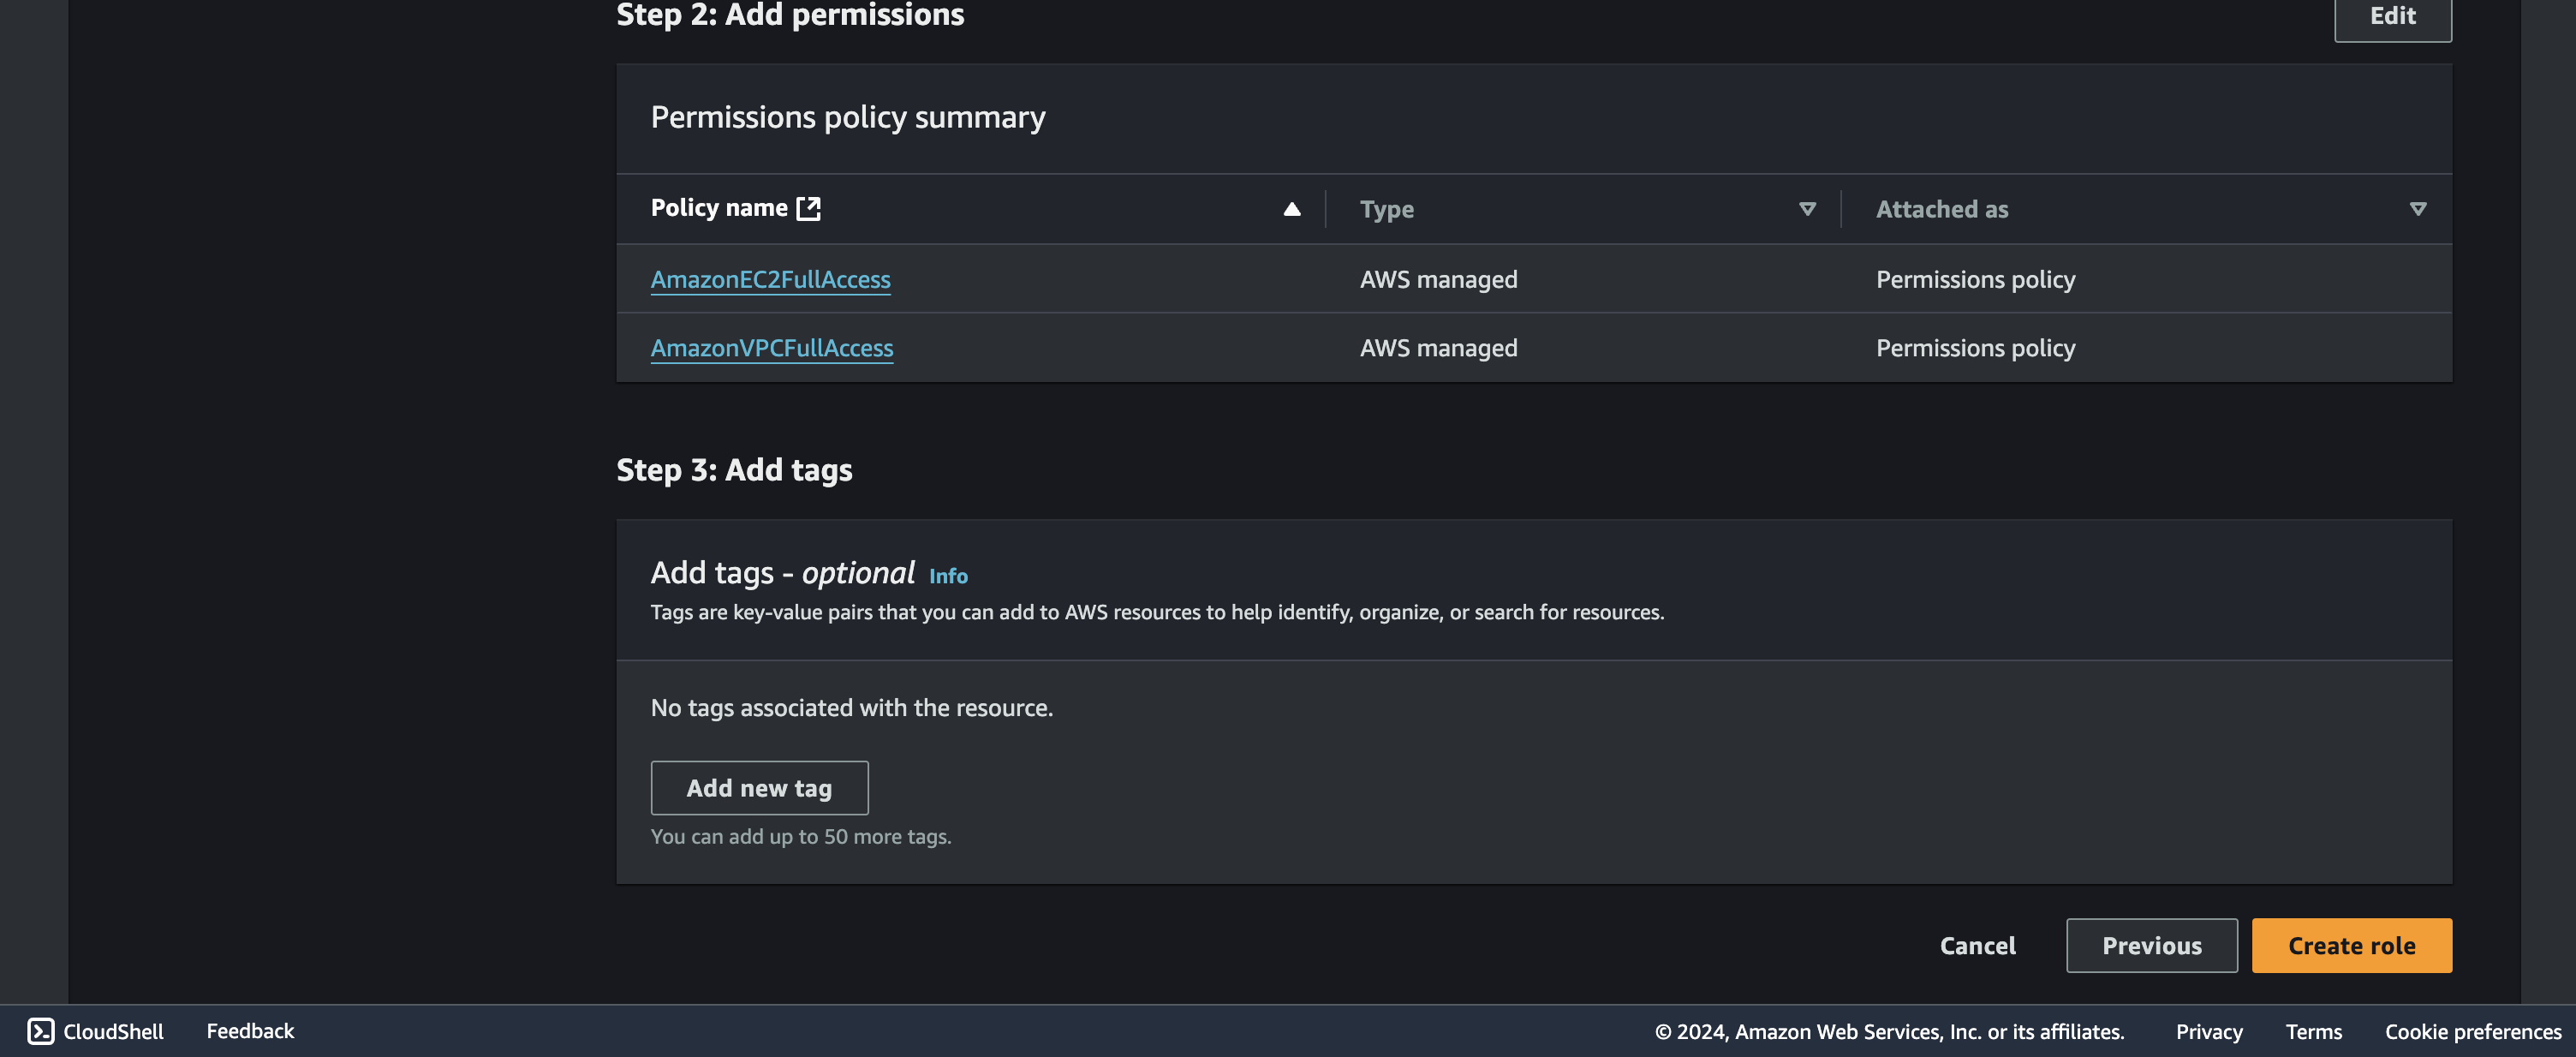 Step 2: Add permissions
Edit
Permissions policy summary
Policy name
Type
Attached as
AmazonEC2FullAccess
AWS managed
Permissions policy
AmazonVPCFullAccess
AWS managed
Permissions policy
Step 3: Add tags
Add tags - optional Info
Tags are key-value pairs that you can add to AWS resources to help identify, organize, or search for resources.
No tags associated with the resource.
Add new tag
You can add up to 50 more tags.
Cancel
Previous
Create role
CloudShell
Feedback
© 2024, Amazon Web Services, Inc. or its affiliates.
Privacy
Terms
Cookie preferences